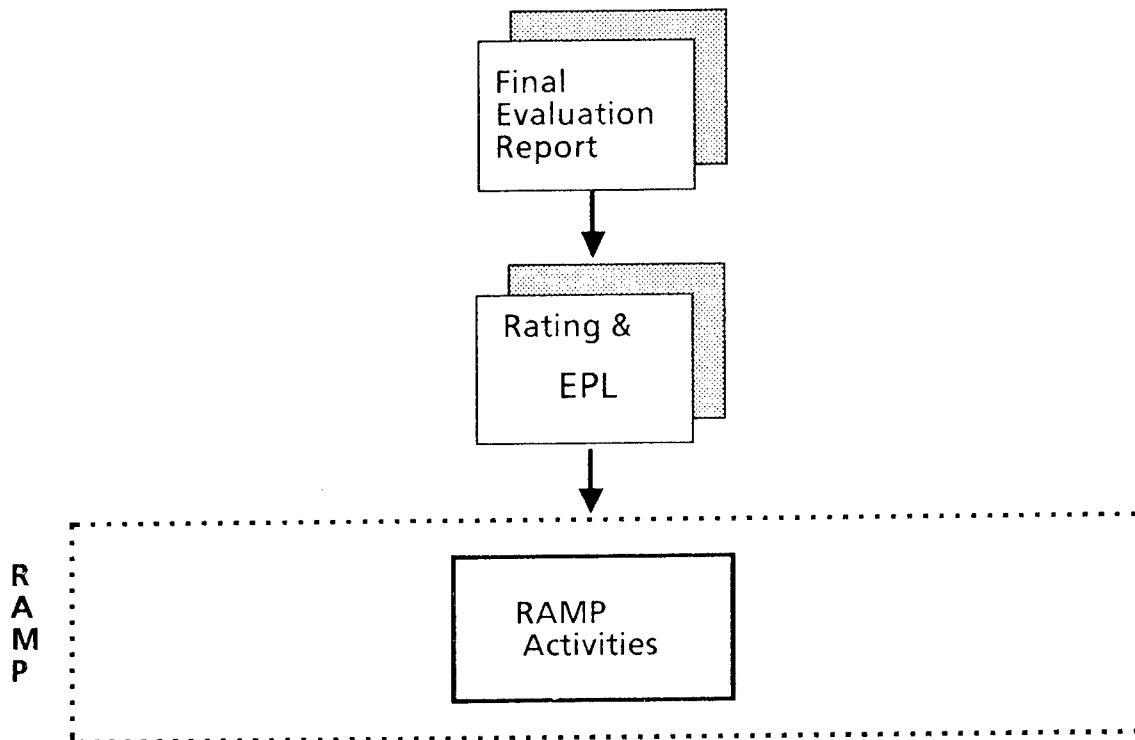 Final
Evaluation
Report
Rating &
EPL
R
A
M
P
RAMP
Activities